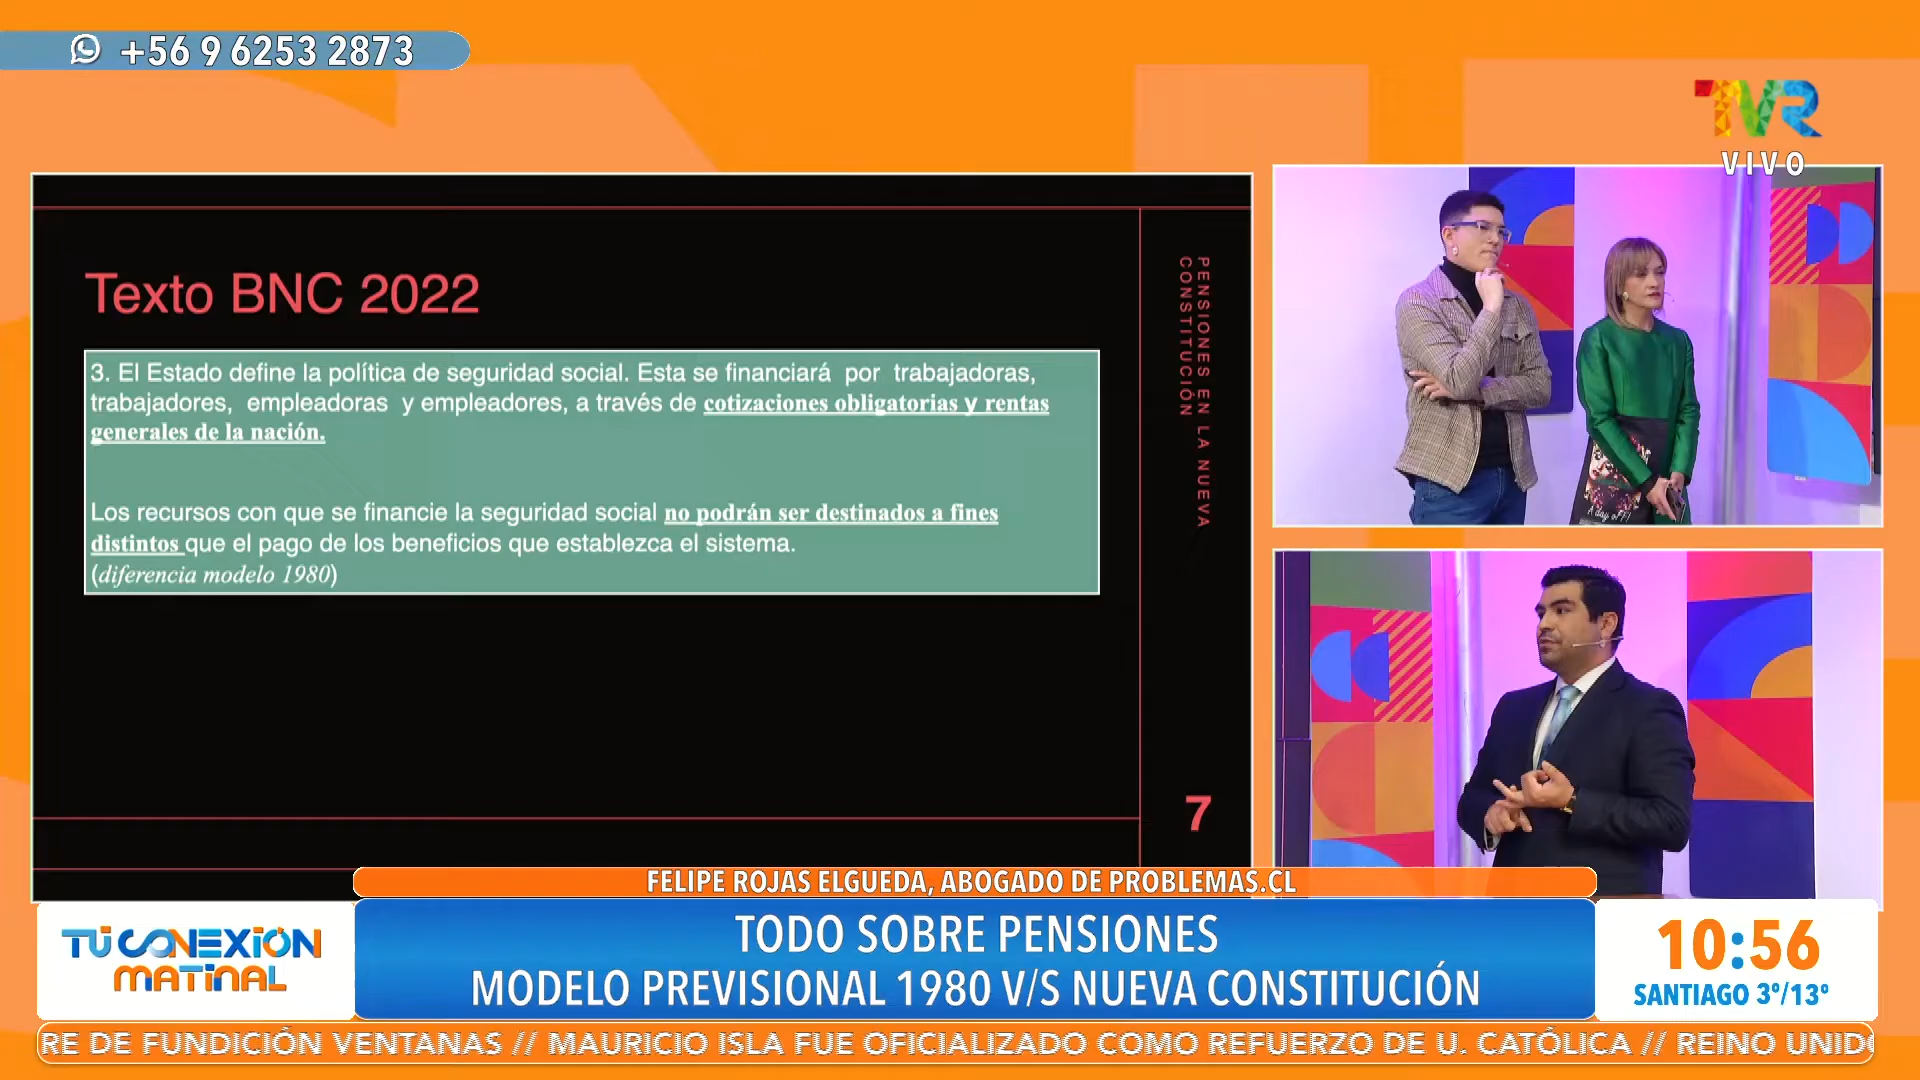 +56 9 6253 2873
TVR
VIVO
Texto BNC 2022
3. El Estado define la política de seguridad social. Esta se financiará por trabajadoras,
trabajadores, empleadoras y empleadores, a través de cotizaciones obligatorias y rentas
generales de la nación.
Los recursos con que se financie la seguridad social no podrán ser destinados a fines
distintos que el pago de los beneficios que establezca el sistema.
(diferencia modelo 1980)
PENSIONES EN LA NUEVA
CONSTITUCIÓN
7
A day off!
FELIPE ROJAS ELGUEDA, ABOGADO DE PROBLEMAS.CL
TODO SOBRE PENSIONES
MODELO PREVISIONAL 1980 V/S NUEVA CONSTITUCIÓN
TÚ CONEXIÓN
MATINAL
10:56
SANTIAGO 3°/13°
RE DE FUNDICIÓN VENTANAS // MAURICIO ISLA FUE OFICIALIZADO COMO REFUERZO DE U. CATÓLICA // REINO UNID